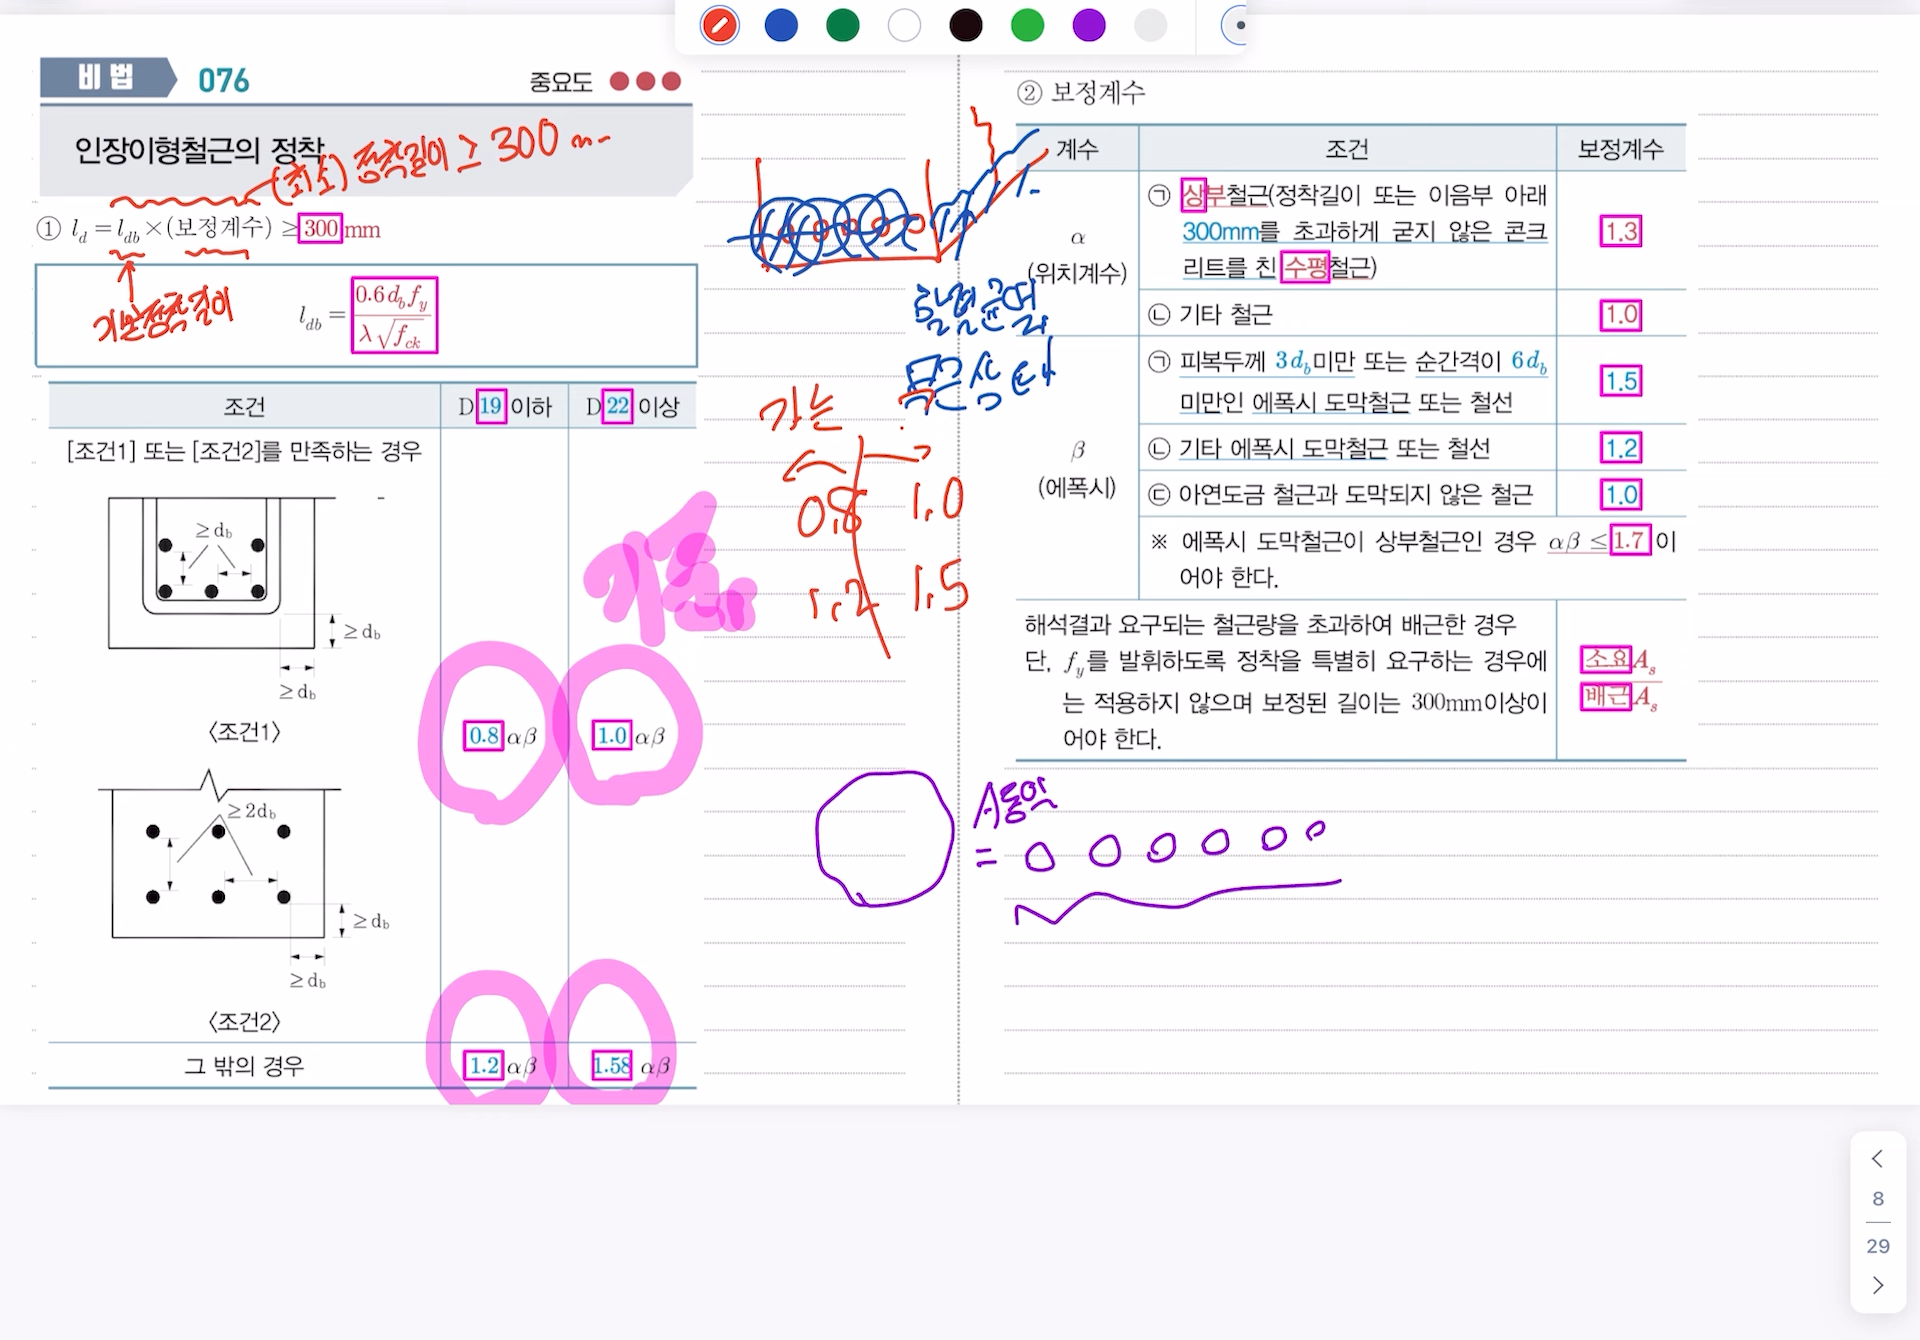 비법 076
중요도
인장이형철근의 정착
(최소) 정착길이 ≥ 300
① l_d = l_db × (보정계수) ≥ 300 mm
기본정착길이
l_db = 0.6 d_b f_y / λ √f_ck
조건 D19 이하 D22 이상
[조건1] 또는 [조건2]를 만족하는 경우
≥ d_b
≥ d_b
≥ d_b
〈조건1〉
0.8 αβ 1.0 αβ
≥ 2d_b
≥ d_b
≥ d_b
〈조건2〉
그 밖의 경우 1.2 αβ 1.58 αβ
가는
0.8 1.0
1.2 1.5
② 보정계수
계수 조건 보정계수
α
(위치계수)
㉠ 상부철근(정착길이 또는 이음부 아래
300mm를 초과하게 굳지 않은 콘크
리트를 친 수평철근)
1.3
㉡ 기타 철근 1.0
β
(에폭시)
㉠ 피복두께 3d_b미만 또는 순간격이 6d_b
미만인 에폭시 도막철근 또는 철선
1.5
㉡ 기타 에폭시 도막철근 또는 철선 1.2
㉢ 아연도금 철근과 도막되지 않은 철근 1.0
※ 에폭시 도막철근이 상부철근인 경우 αβ ≤ 1.7 이
어야 한다.
해석결과 요구되는 철근량을 초과하여 배근한 경우
단, f_y를 발휘하도록 정착을 특별히 요구하는 경우에
는 적용하지 않으며 보정된 길이는 300mm이상이
어야 한다.
소요 A_s
배근 A_s
A동일
=
8
29